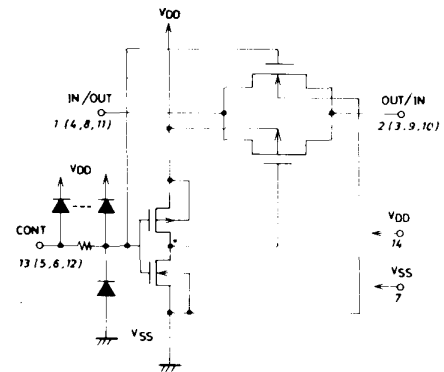 VDD
IN/OUT
1 (4,8,11)
OUT/IN
2 (3,9,10)
VDD
CONT
13 (5,6,12)
VDD
14
VSS
7
VSS